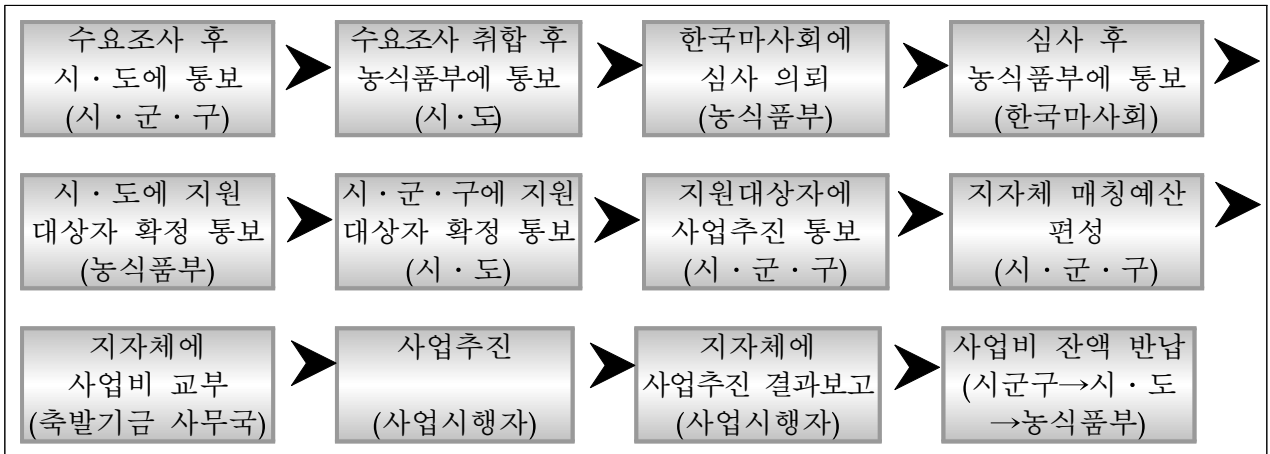 수요조사 후
시·도에 통보
(시·군·구)
수요조사 취합 후
농식품부에 통보
(시·도)
한국마사회에
심사 의뢰
(농식품부)
심사 후
농식품부에 통보
(한국마사회)
시·도에 지원
대상자 확정 통보
(농식품부)
시·군·구에 지원
대상자 확정 통보
(시·도)
지원대상자에
사업추진 통보
(시·군·구)
지자체 매칭예산
편성
(시·군·구)
지자체에
사업비 교부
(축발기금 사무국)
사업추진
(사업시행자)
지자체에
사업추진 결과보고
(사업시행자)
사업비 잔액 반납
(시군구→시·도
→농식품부)